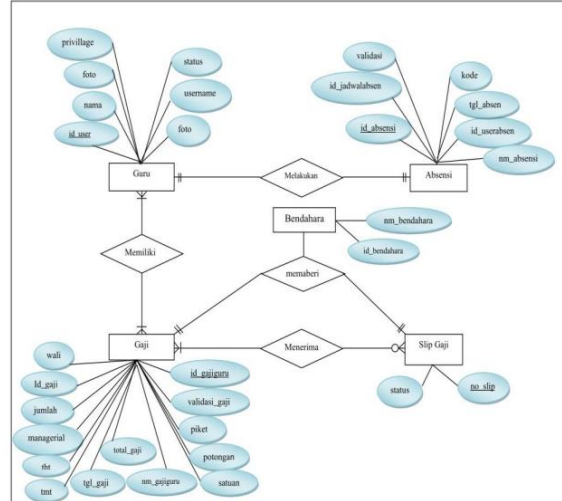 privillage
foto
nama
id_user
status
username
foto
Guru
validasi
id_jadwalabsen
id_absensi
kode
tgl_absen
id_userabsen
nm_absensi
Absensi
Melakukan
Memiliki
Bendahara
nm_bendahara
id_bendahara
memaberi
Gaji
Menerima
Slip Gaji
status
no_slip
wali
ld_gaji
jumlah
managerial
tmt
tgl_gaji
total_gaji
nm_gajiguru
id_gajiguru
validasi_gaji
piket
potongan
satuan